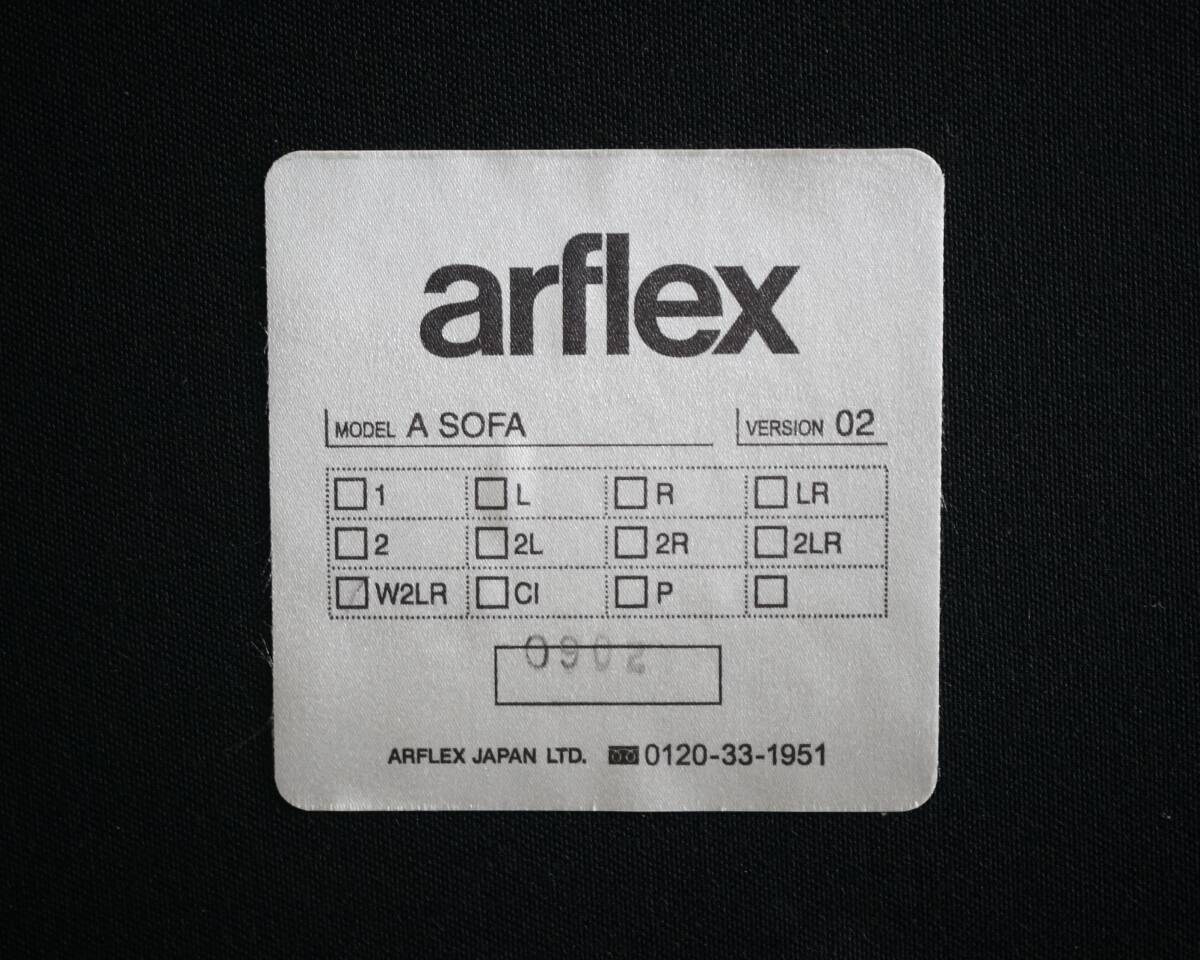 arflex
MODEL A SOFA VERSION 02
1 L R LR
2 2L 2R 2LR
W2LR CI P
0902
ARFLEX JAPAN LTD. 0120-33-1951